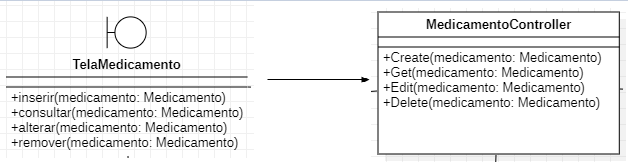 TelaMedicamento
+inserir(medicamento: Medicamento)
+consultar(medicamento: Medicamento)
+alterar(medicamento: Medicamento)
+remover(medicamento: Medicamento)
MedicamentoController
+Create(medicamento: Medicamento)
+Get(medicamento: Medicamento)
+Edit(medicamento: Medicamento)
+Delete(medicamento: Medicamento)